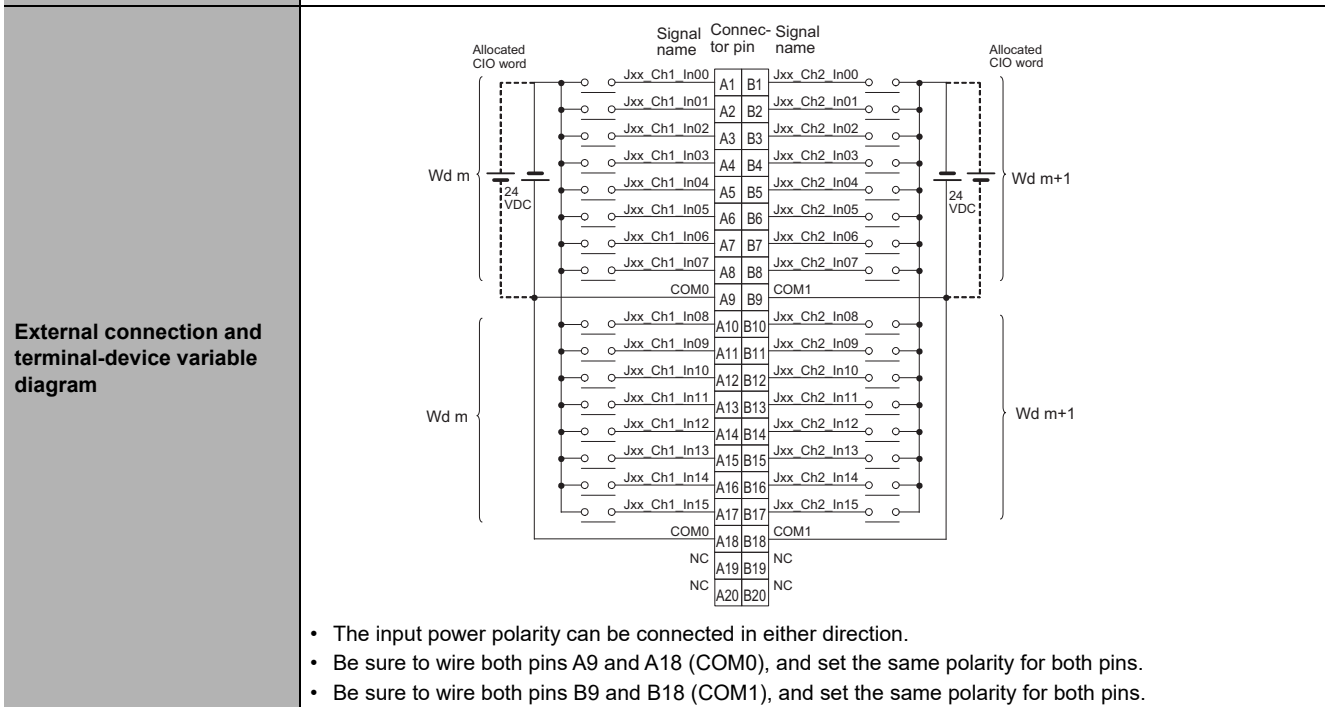 External connection and
terminal-device variable
diagram
Signal name Connec- tor pin Signal name
Allocated CIO word Allocated CIO word
Jxx_Ch1_In00 A1 B1 Jxx_Ch2_In00
Jxx_Ch1_In01 A2 B2 Jxx_Ch2_In01
Jxx_Ch1_In02 A3 B3 Jxx_Ch2_In02
Jxx_Ch1_In03 A4 B4 Jxx_Ch2_In03
Wd m Wd m+1
24 VDC Jxx_Ch1_In04 A5 B5 Jxx_Ch2_In04 24 VDC
Jxx_Ch1_In05 A6 B6 Jxx_Ch2_In05
Jxx_Ch1_In06 A7 B7 Jxx_Ch2_In06
Jxx_Ch1_In07 A8 B8 Jxx_Ch2_In07
COM0 A9 B9 COM1
Jxx_Ch1_In08 A10 B10 Jxx_Ch2_In08
Jxx_Ch1_In09 A11 B11 Jxx_Ch2_In09
Jxx_Ch1_In10 A12 B12 Jxx_Ch2_In10
Jxx_Ch1_In11 A13 B13 Jxx_Ch2_In11
Wd m Wd m+1
Jxx_Ch1_In12 A14 B14 Jxx_Ch2_In12
Jxx_Ch1_In13 A15 B15 Jxx_Ch2_In13
Jxx_Ch1_In14 A16 B16 Jxx_Ch2_In14
Jxx_Ch1_In15 A17 B17 Jxx_Ch2_In15
COM0 A18 B18 COM1
NC A19 B19 NC
NC A20 B20 NC
• The input power polarity can be connected in either direction.
• Be sure to wire both pins A9 and A18 (COM0), and set the same polarity for both pins.
• Be sure to wire both pins B9 and B18 (COM1), and set the same polarity for both pins.